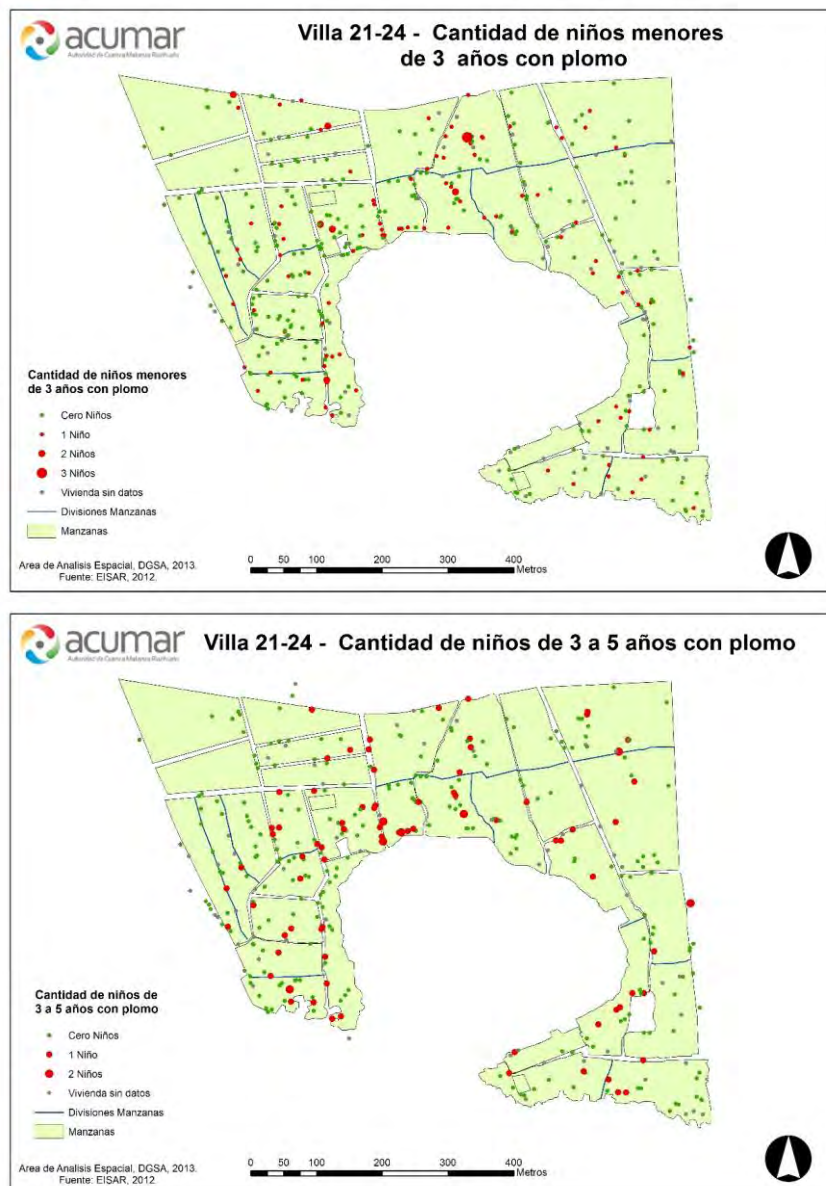 acumar
Autoridad de Cuenca Matanza Riachuelo
Villa 21-24 - Cantidad de niños menores
de 3 años con plomo
Cantidad de niños menores
de 3 años con plomo
Cero Niños
1 Niño
2 Niños
3 Niños
Vivienda sin datos
Divisiones Manzanas
Manzanas
Area de Analisis Espacial, DGSA, 2013.
Fuente: EISAR, 2012.
0 50 100 200 300 400
Metros
acumar
Autoridad de Cuenca Matanza Riachuelo
Villa 21-24 - Cantidad de niños de 3 a 5 años con plomo
Cantidad de niños de
3 a 5 años con plomo
Cero Niños
1 Niño
2 Niños
Vivienda sin datos
Divisiones Manzanas
Manzanas
Area de Analisis Espacial, DGSA, 2013.
Fuente: EISAR, 2012
0 50 100 200 300 400
Metros